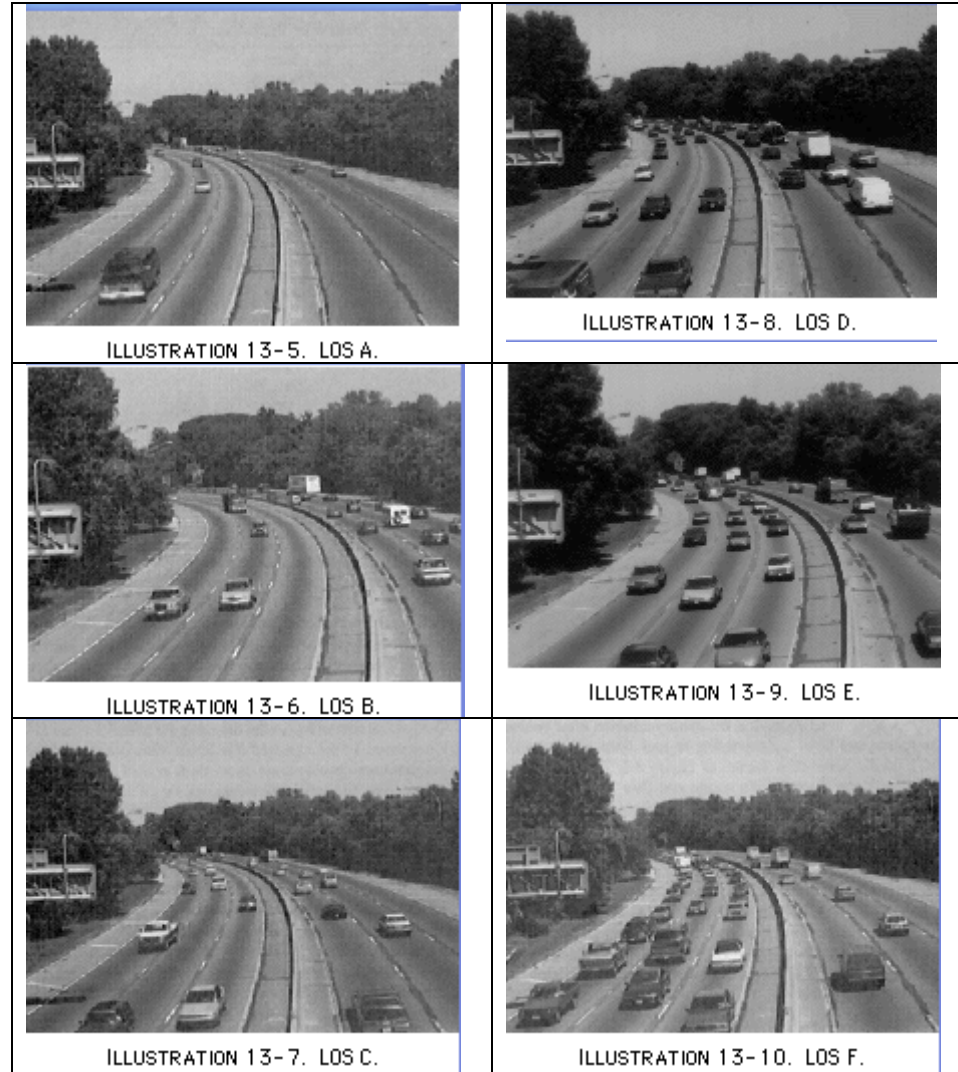 ILLUSTRATION 13-5. LOS A.
ILLUSTRATION 13-8. LOS D.
ILLUSTRATION 13-6. LOS B.
ILLUSTRATION 13-9. LOS E.
ILLUSTRATION 13-7. LOS C.
ILLUSTRATION 13-10. LOS F.